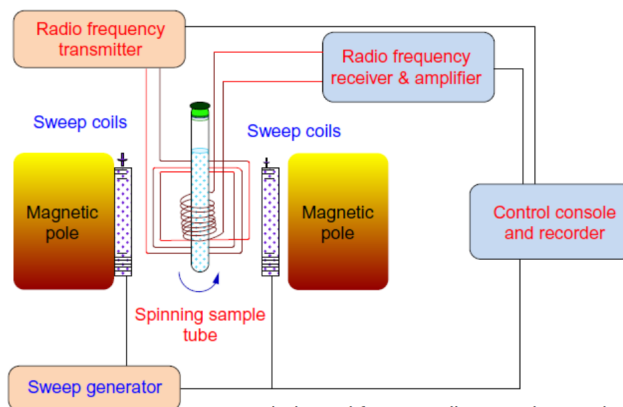 Radio frequency
transmitter
Radio frequency
receiver & amplifier
Sweep coils
Sweep coils
Magnetic
pole
Magnetic
pole
Control console
and recorder
Spinning sample
tube
Sweep generator